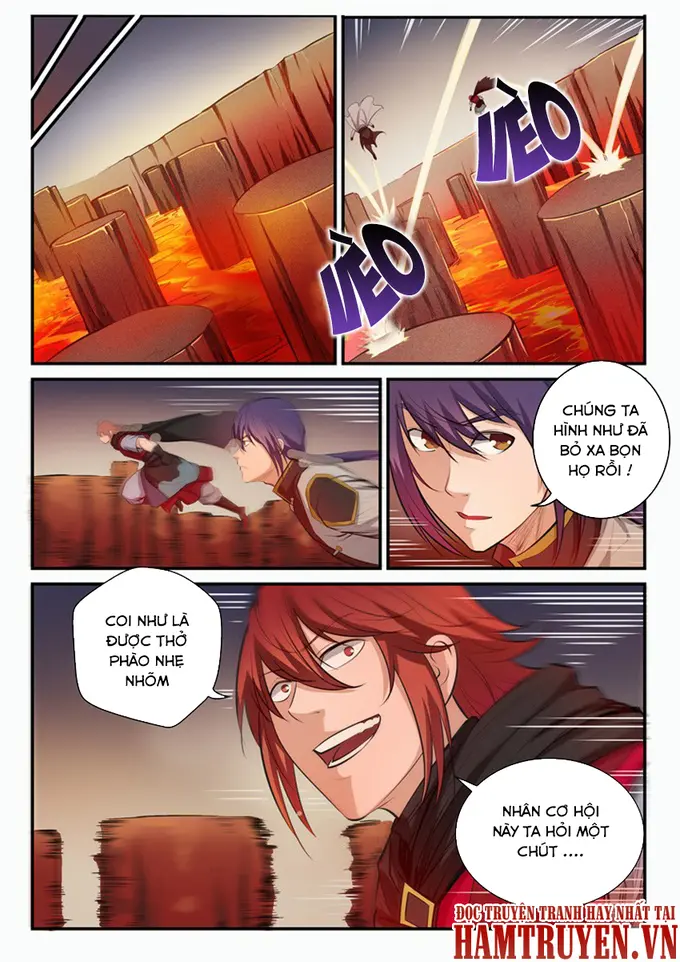 VÈO
VÈO
CHÚNG TA
HÌNH NHƯ ĐÃ
BỎ XA BỌN
HỌ RỒI !
COI NHƯ LÀ
ĐƯỢC THỞ
PHÀO NHẸ
NHÕM
NHÂN CƠ HỘI
NÀY TA HỎI MỘT
CHÚT ....
ĐỌC TRUYỆN TRANH HAY NHẤT TẠI
HAMTRUYEN.VN